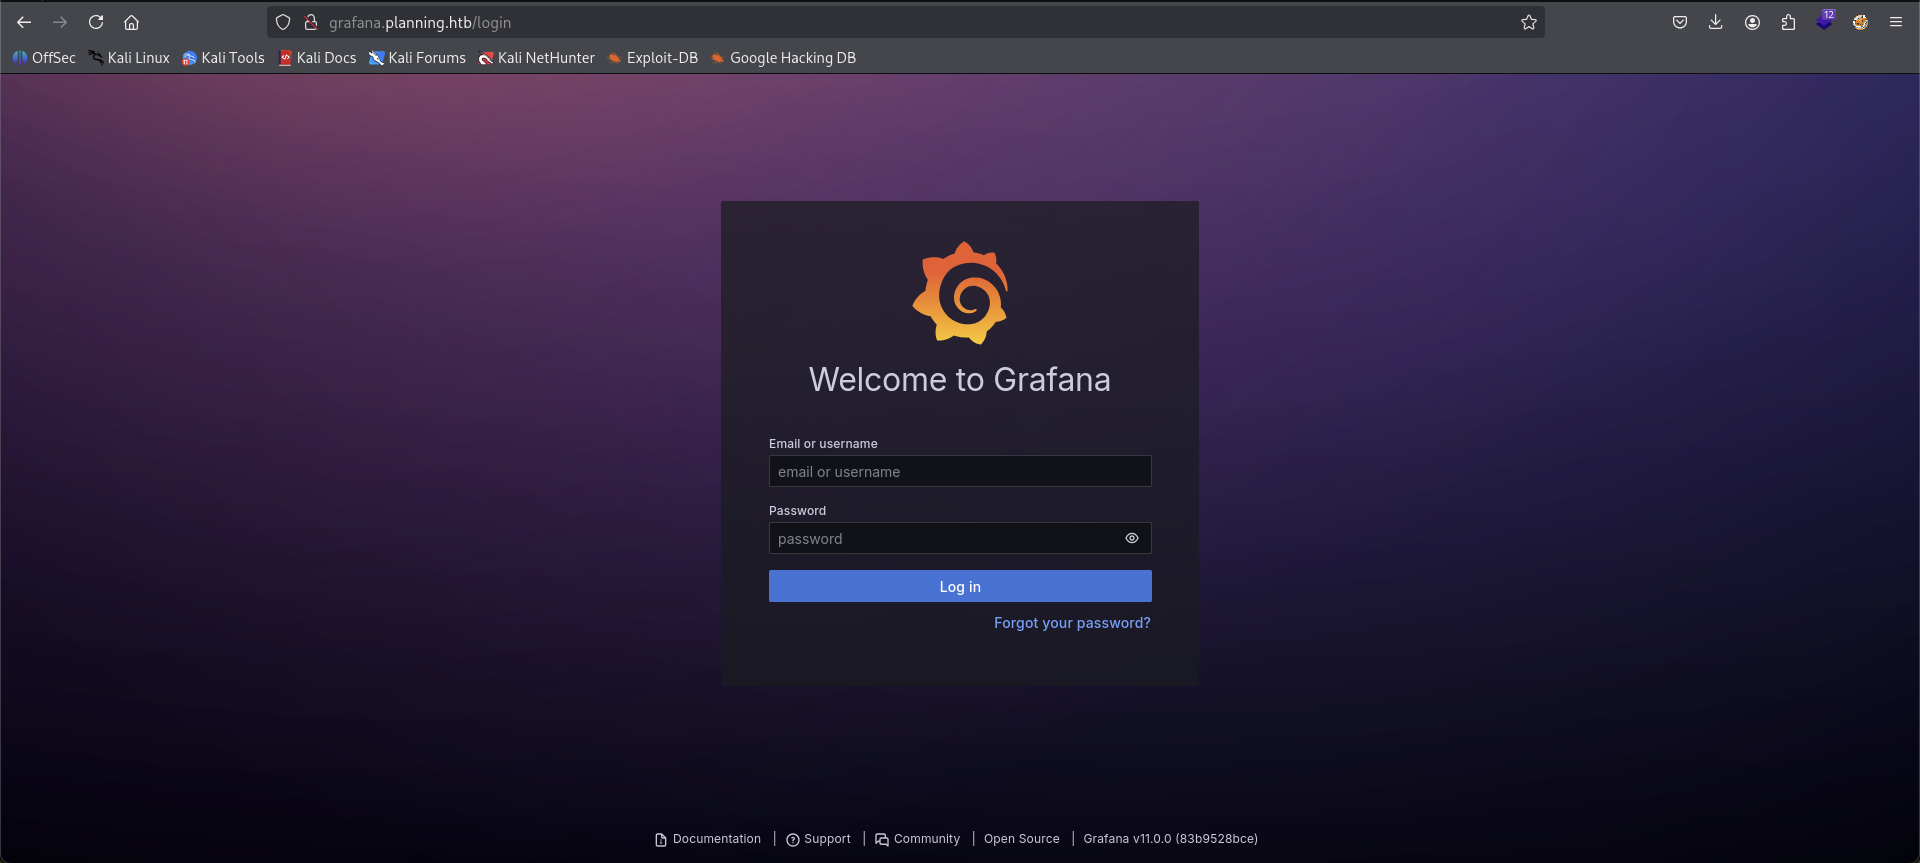 grafana.planning.htb/login
12
OffSec Kali Linux Kali Tools Kali Docs Kali Forums Kali NetHunter Exploit-DB Google Hacking DB
Welcome to Grafana
Email or username
email or username
Password
password
Log in
Forgot your password?
Documentation | Support | Community | Open Source | Grafana v11.0.0 (83b9528bce)